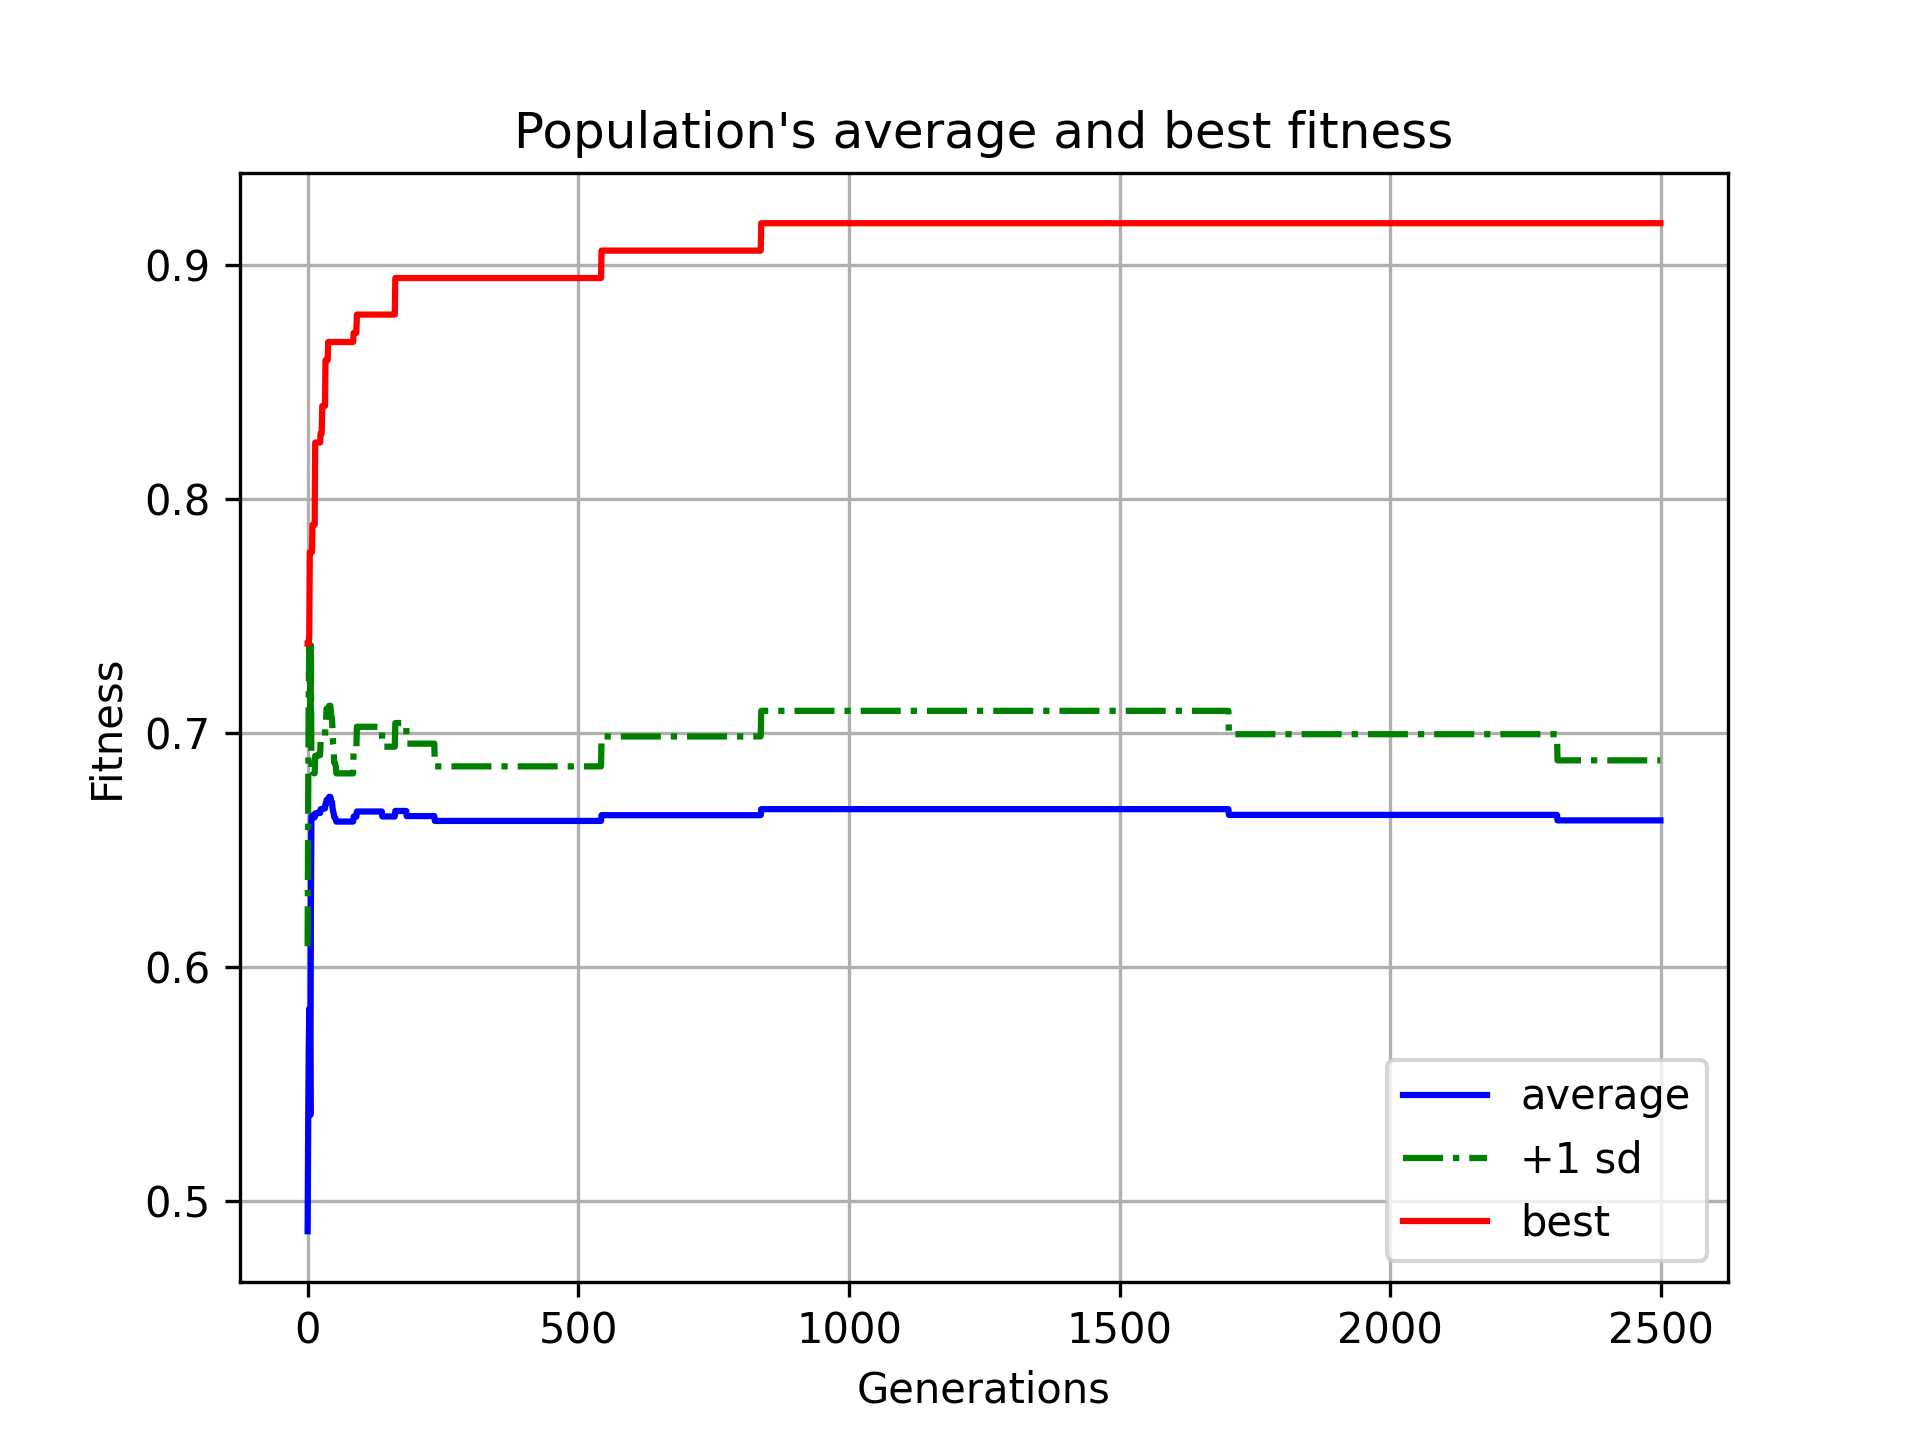 Population's average and best fitness
Fitness
0.9
0.8
0.7
0.6
0.5
0 500 1000 1500 2000 2500
Generations
average
+1 sd
best